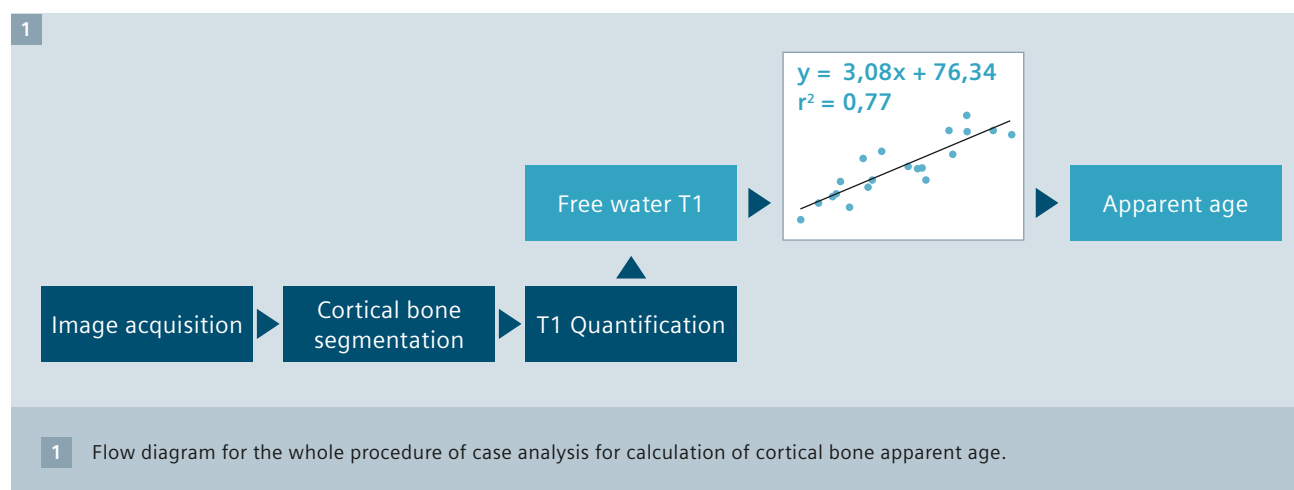 1
y = 3,08x + 76,34
r² = 0,77
Free water T1
Apparent age
Image acquisition
Cortical bone
segmentation
T1 Quantification
1 Flow diagram for the whole procedure of case analysis for calculation of cortical bone apparent age.